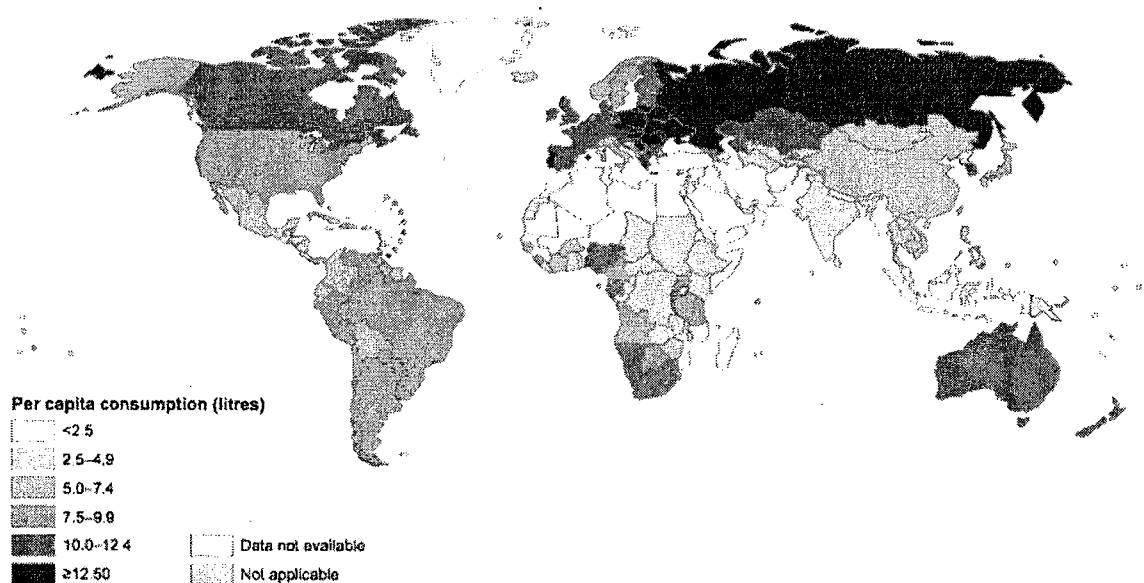 Per capita consumption (litres)
<2.5
2.5–4.9
5.0–7.4
7.5–9.9
10.0–12.4
≥12.50
Data not available
Not applicable